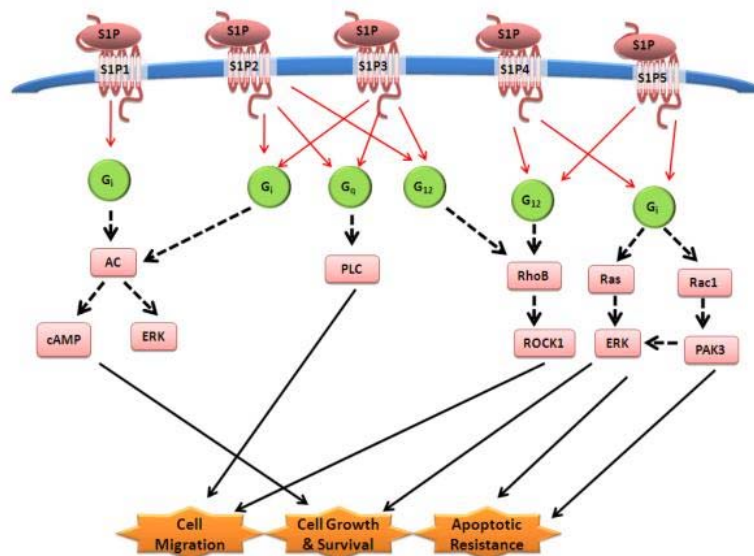 S1P
S1P
S1P
S1P
S1P
S1P1
S1P2
S1P3
S1P4
S1P5
Gi
Gi
Gq
G12
G12
Gi
AC
PLC
RhoB
Ras
Rac1
cAMP
ERK
ROCK1
ERK
PAK3
Cell
Migration
Cell Growth
& Survival
Apoptotic
Resistance